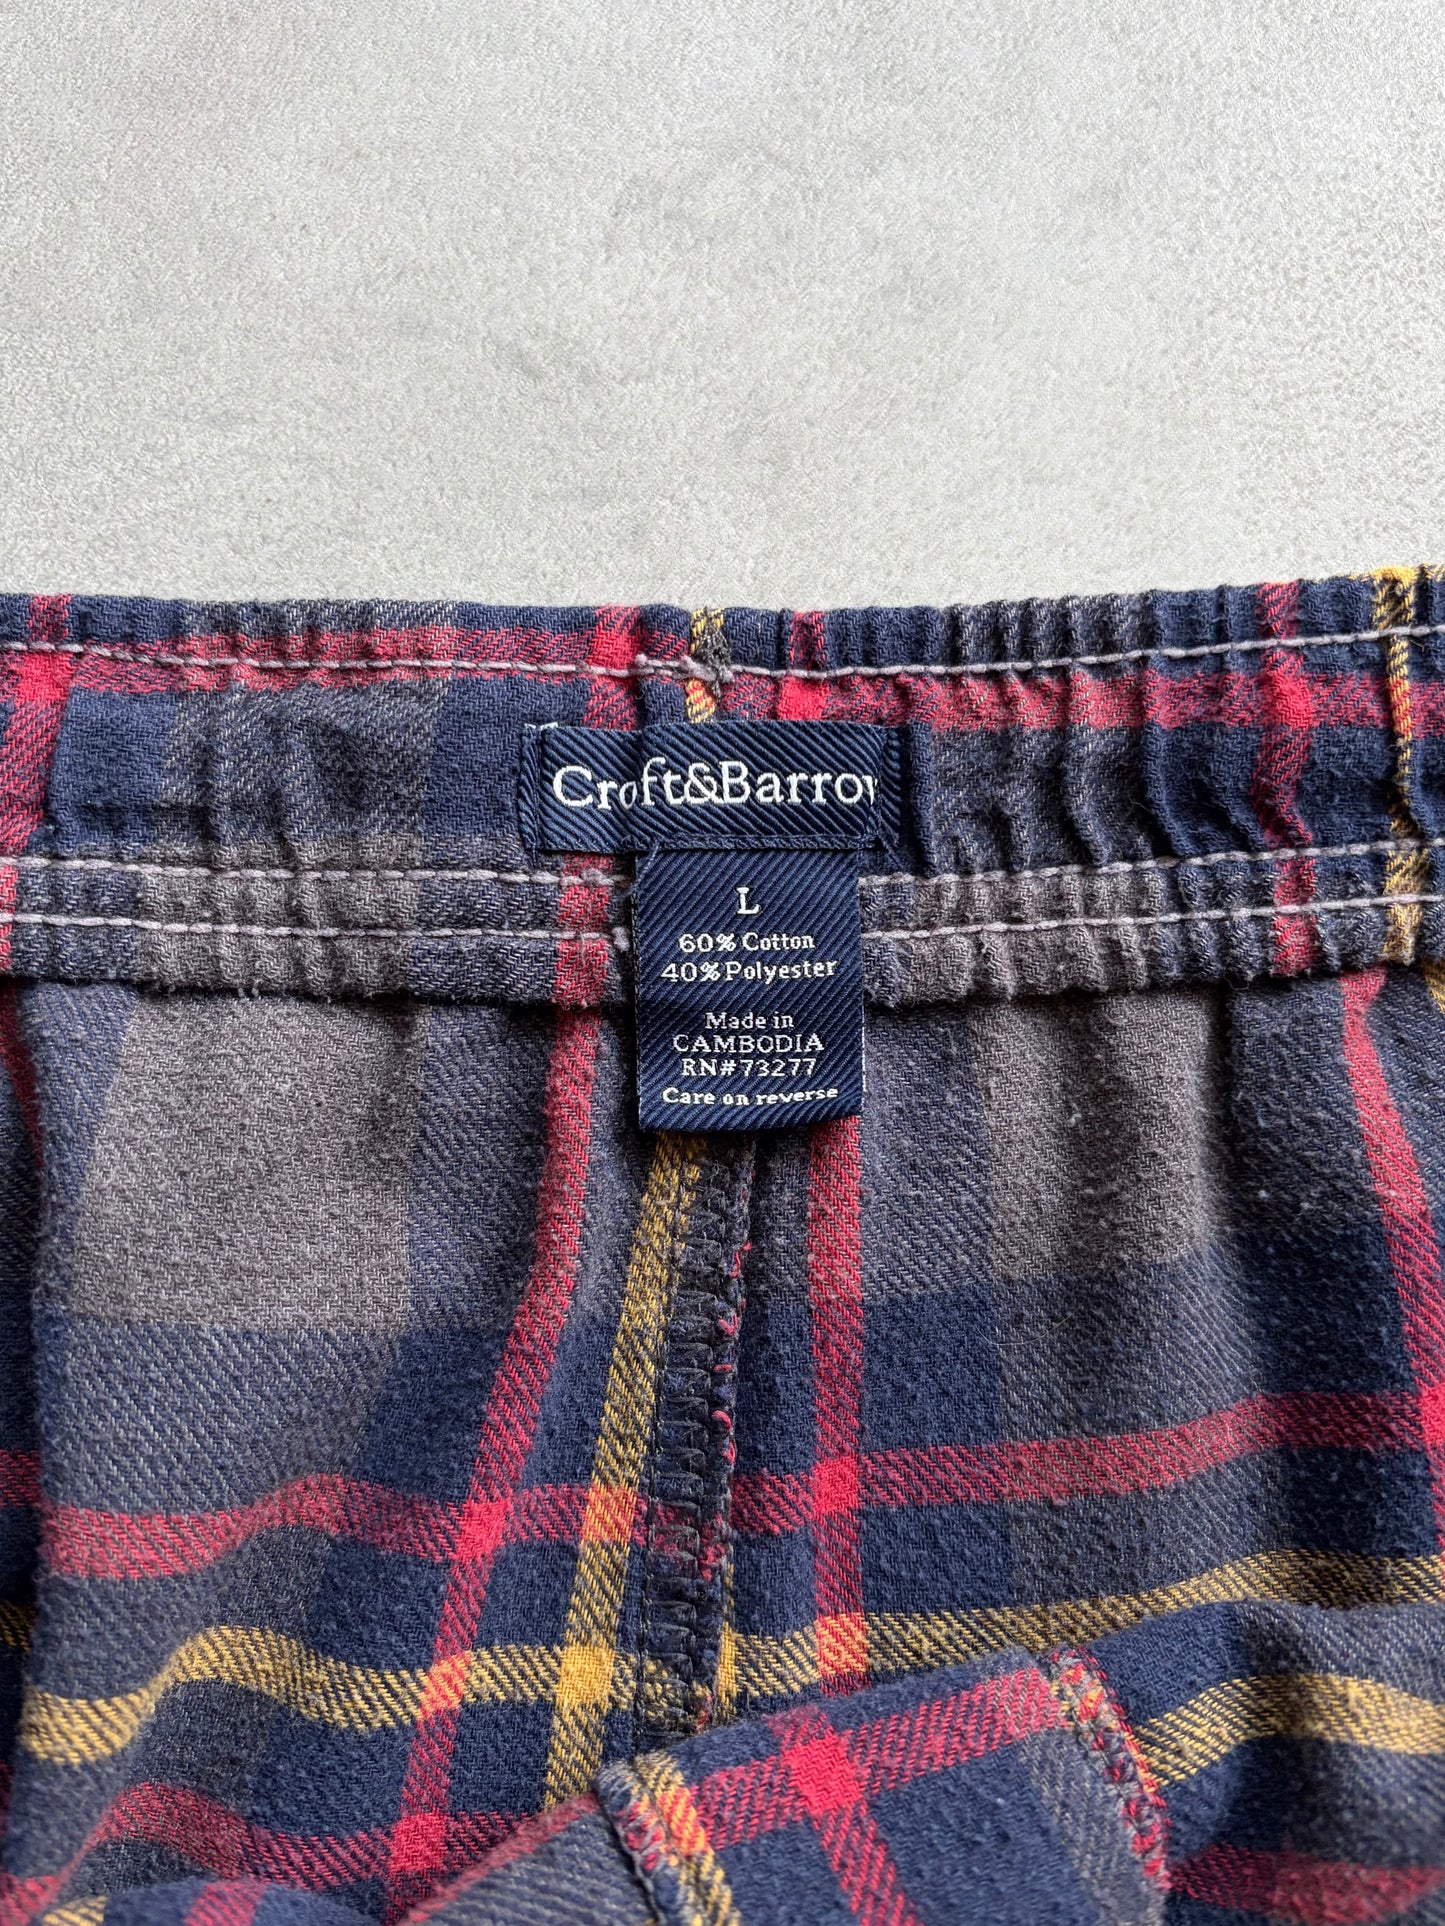 Croft&Barrow
L
60% Cotton
40% Polyester
Made in
CAMBODIA
RN#73277
Care on reverse